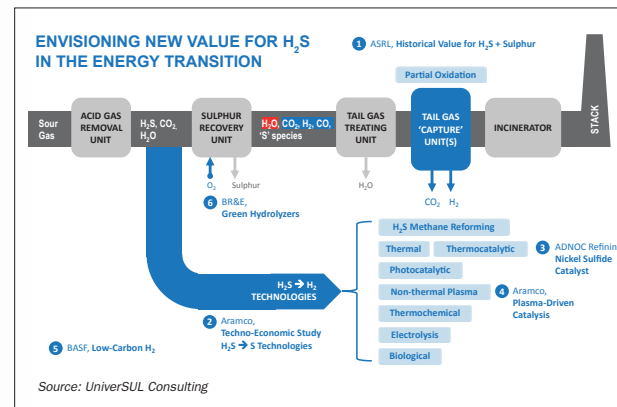 ENVISIONING NEW VALUE FOR H₂S
IN THE ENERGY TRANSITION
1 ASRL, Historical Value for H₂S + Sulphur
Partial Oxidation
Sour
Gas
ACID GAS
REMOVAL
UNIT
H₂S, CO₂,
H₂O
SULPHUR
RECOVERY
UNIT
H₂O, CO₂, H₂, CO,
‘S’ species
TAIL GAS
TREATING
UNIT
TAIL GAS
‘CAPTURE’
UNIT(S)
INCINERATOR
STACK
O₂
Sulphur
H₂O
CO₂
H₂
6 BR&E,
Green Hydrolyzers
H₂S → H₂
TECHNOLOGIES
H₂S Methane Reforming
Thermal
Thermocatalytic
Photocatalytic
Non-thermal Plasma
Thermochemical
Electrolysis
Biological
3 ADNOC Refinin
Nickel Sulfide
Catalyst
4 Aramco,
Plasma-Driven
Catalysis
2 Aramco,
Techno-Economic Study
H₂S → S Technologies
5 BASF, Low-Carbon H₂
Source: UniverSUL Consulting